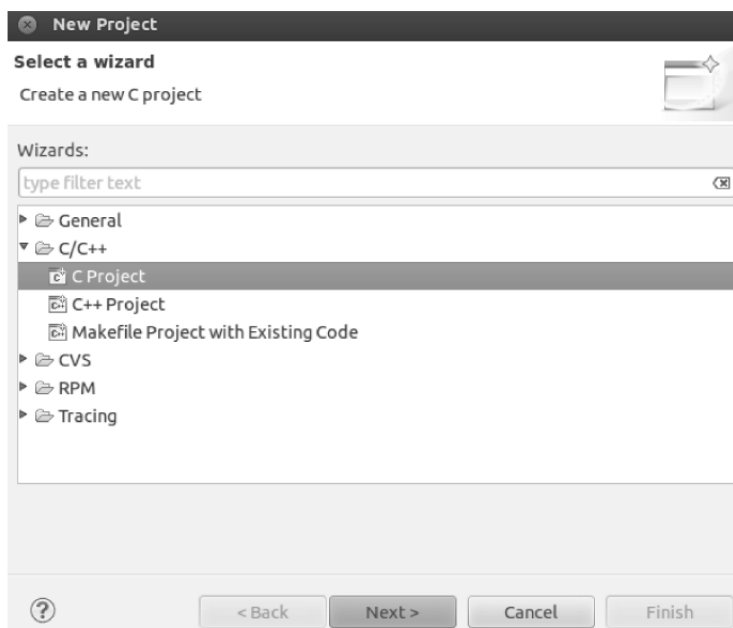 New Project
Select a wizard
Create a new C project
Wizards:
type filter text
General
C/C++
C Project
C++ Project
Makefile Project with Existing Code
CVS
RPM
Tracing
? < Back Next > Cancel Finish